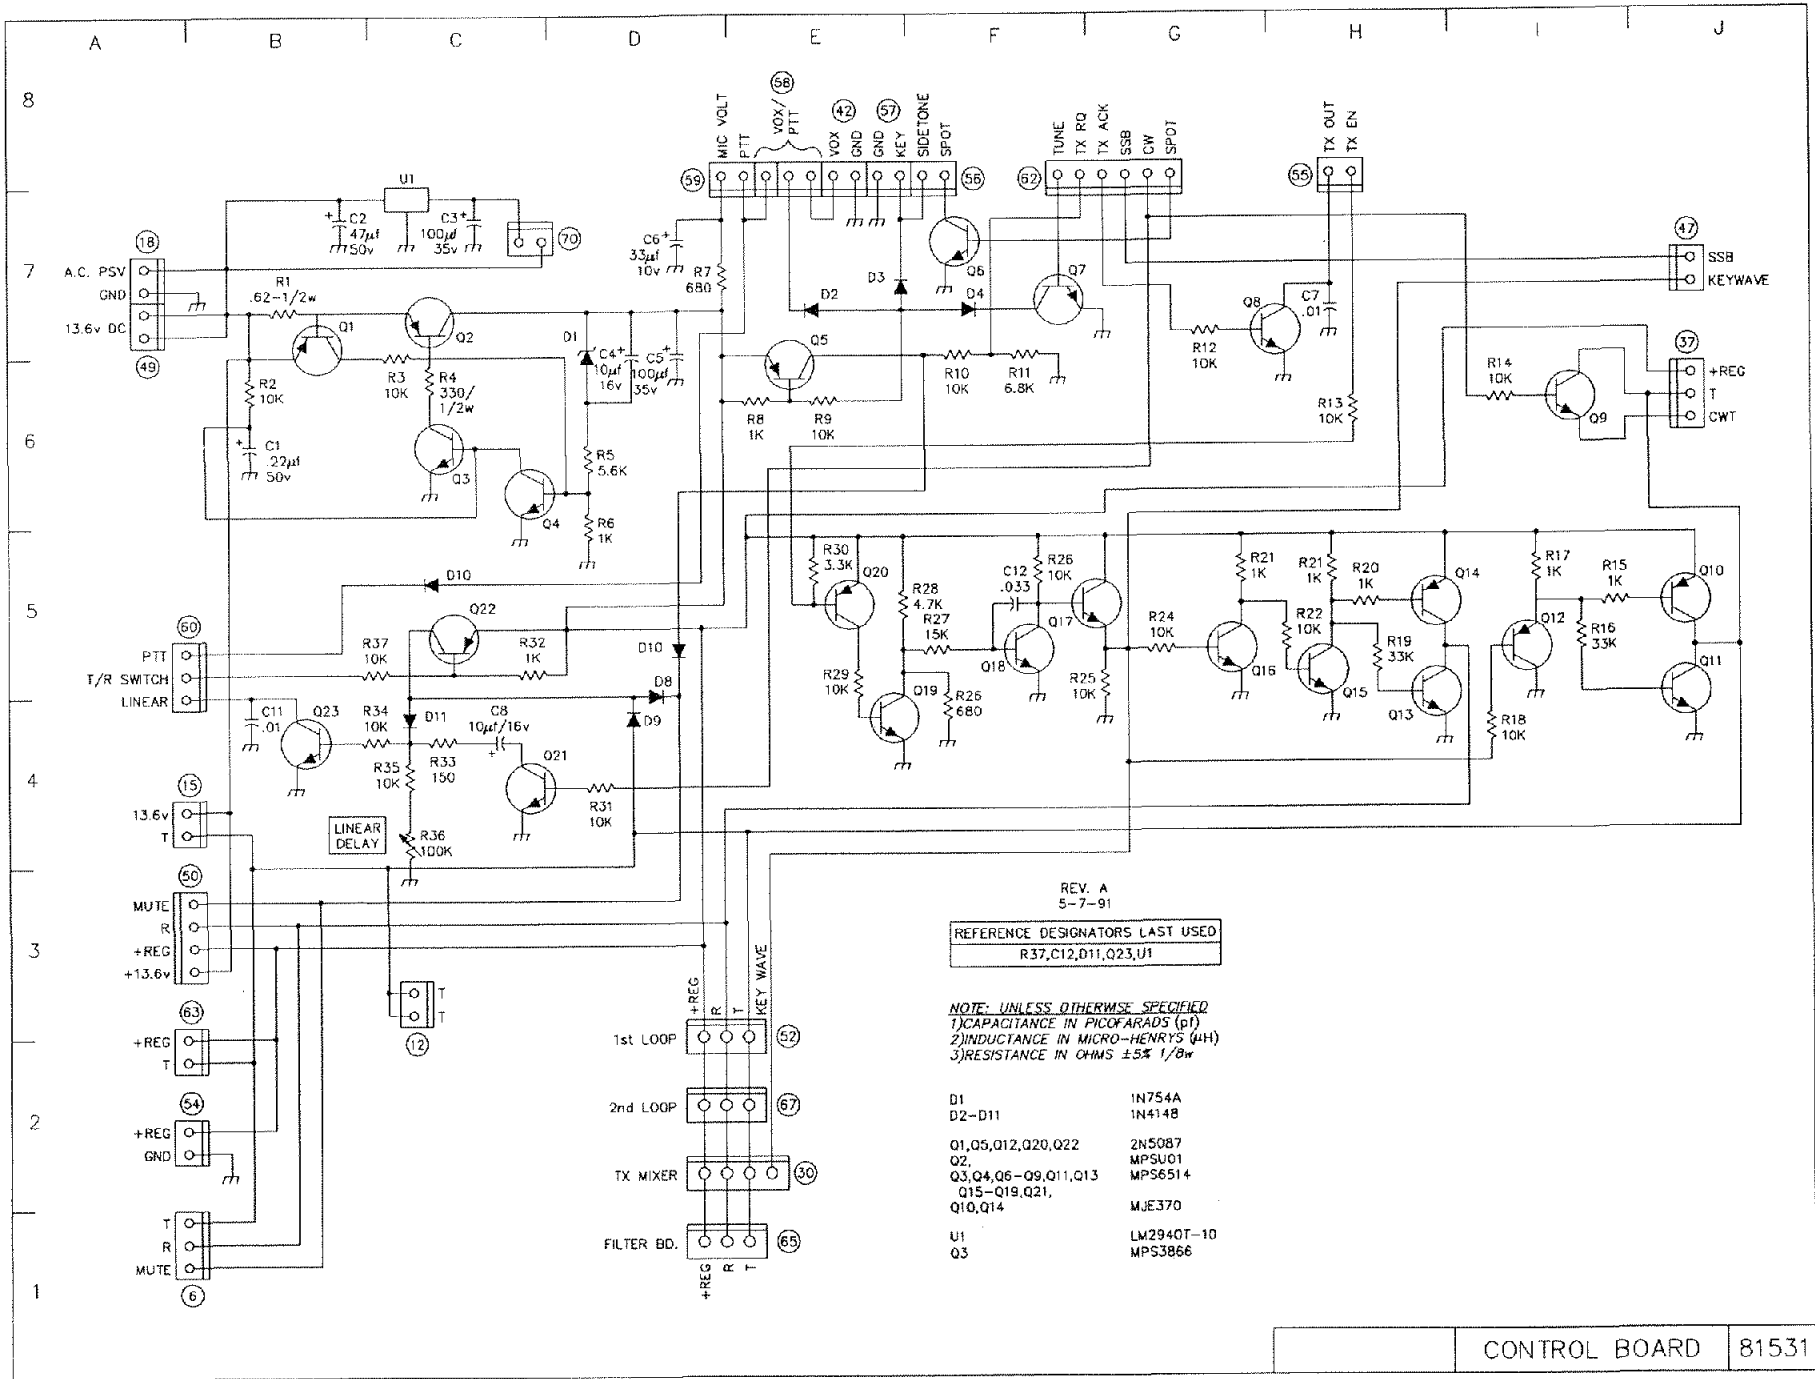 A B C D E F G H I J
8
7
6
5
4
3
2
1
58
VOX/
PTT
42
57
MIC VOLT
PTT
VOX
GND
GND
KEY
SIDETONE
SPOT
59
56
TUNE
TX RQ
TX ACK
SSB
CW
SPOT
62
TX OUT
TX EN
55
U1
C2
47µf
50v
C3
100µf
35v
70
18
A.C. PSV
GND
13.6v DC
49
R1
.62-1/2w
Q1
Q2
R2
10K
R3
10K
R4
330/
1/2w
C1
.22µf
50v
Q3
Q4
D1
C4
10µf
16v
C5
100µf
35v
R5
5.6K
R6
1K
C6
33µf
10v
R7
680
D2
D3
D4
Q5
Q6
Q7
R8
1K
R9
10K
R10
10K
R11
6.8K
R12
10K
Q8
C7
.01
R13
10K
R14
10K
Q9
47
SSB
KEYWAVE
37
+REG
T
CWT
D10
Q22
R37
10K
R32
1K
60
PTT
T/R SWITCH
LINEAR
C11
.01
Q23
R34
10K
D11
C8
10µf/16v
R35
10K
R33
150
Q21
R31
10K
LINEAR
DELAY
R36
100K
D10
D8
D9
R30
3.3K
Q20
R28
4.7K
R27
15K
R29
10K
Q19
R26
680
C12
.033
R26
10K
Q17
Q18
R25
10K
R24
10K
R21
1K
Q16
R22
10K
R21
1K
R20
1K
Q14
R19
33K
Q15
Q13
R17
1K
R15
1K
Q10
Q12
R16
33K
Q11
R18
10K
15
13.6v
T
50
MUTE
R
+REG
+13.6v
63
+REG
T
54
+REG
GND
T
R
MUTE
6
T
T
12
+REG
R
T
KEY WAVE
1st LOOP
52
2nd LOOP
67
TX MIXER
30
FILTER BD.
65
+REG
R
T
REV. A
5-7-91
REFERENCE DESIGNATORS LAST USED
R37,C12,D11,Q23,U1
NOTE: UNLESS OTHERWISE SPECIFIED
1)CAPACITANCE IN PICOFARADS (pf)
2)INDUCTANCE IN MICRO-HENRYS (µH)
3)RESISTANCE IN OHMS ±5% 1/8w
D1 1N754A
D2-D11 1N4148
Q1,Q5,Q12,Q20,Q22 2N5087
Q2, MPSU01
Q3,Q4,Q6-Q9,Q11,Q13 MPS6514
Q15-Q19,Q21,
Q10,Q14 MJE370
U1 LM2940T-10
Q3 MPS3866
CONTROL BOARD 81531